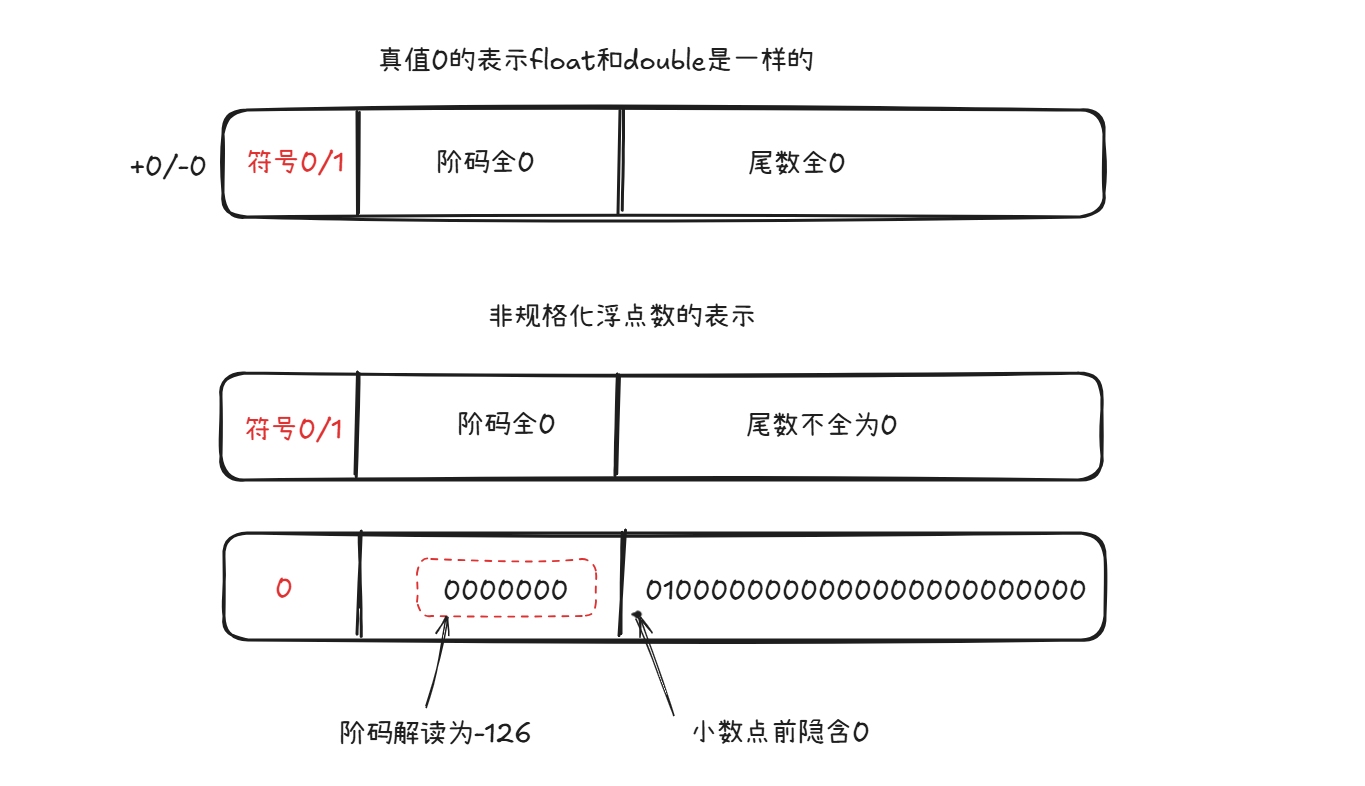 真值0的表示float和double是一样的
+0/-0 符号0/1 阶码全0 尾数全0
非规格化浮点数的表示
符号0/1 阶码全0 尾数不全为0
0 0000000 0100000000000000000000000
阶码解读为-126 小数点前隐含0